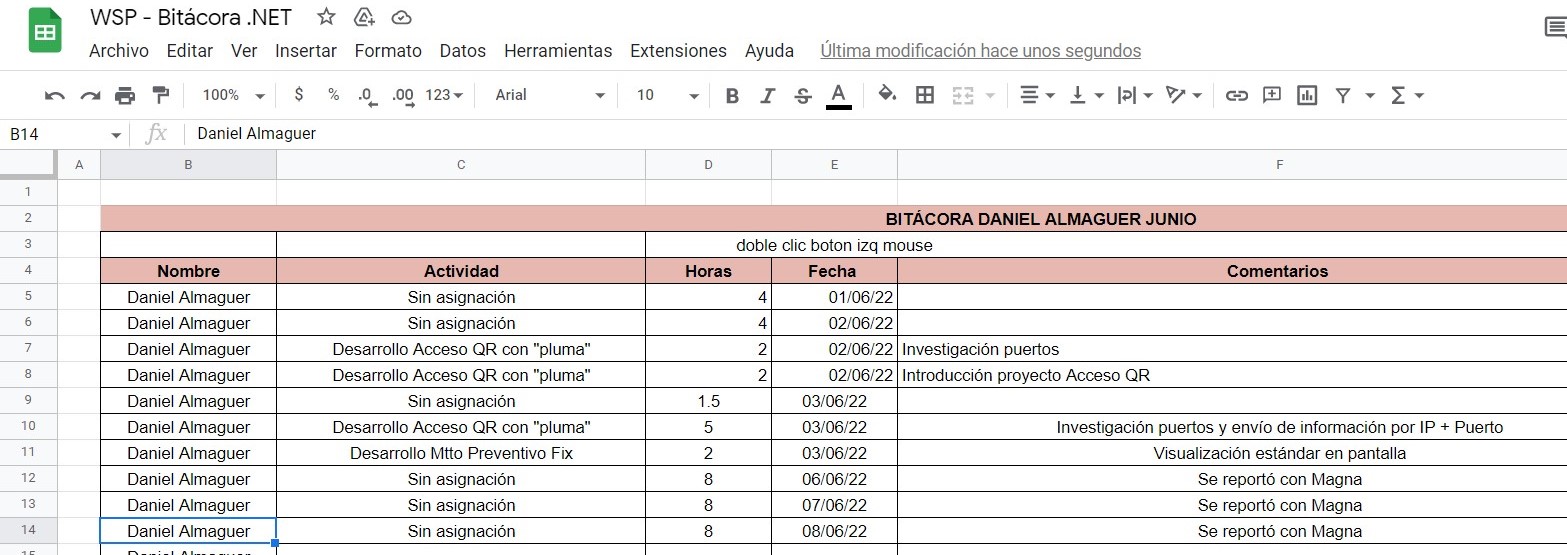 WSP - Bitácora .NET
Archivo Editar Ver Insertar Formato Datos Herramientas Extensiones Ayuda Última modificación hace unos segundos
100% $ % .0 .00 123 Arial 10 B I S A
B14 fx Daniel Almaguer
A B C D E F
1
2 BITÁCORA DANIEL ALMAGUER JUNIO
3 doble clic boton izq mouse
4 Nombre Actividad Horas Fecha Comentarios
5 Daniel Almaguer Sin asignación 4 01/06/22
6 Daniel Almaguer Sin asignación 4 02/06/22
7 Daniel Almaguer Desarrollo Acceso QR con "pluma" 2 02/06/22 Investigación puertos
8 Daniel Almaguer Desarrollo Acceso QR con "pluma" 2 02/06/22 Introducción proyecto Acceso QR
9 Daniel Almaguer Sin asignación 1.5 03/06/22
10 Daniel Almaguer Desarrollo Acceso QR con "pluma" 5 03/06/22 Investigación puertos y envío de información por IP + Puerto
11 Daniel Almaguer Desarrollo Mtto Preventivo Fix 2 03/06/22 Visualización estándar en pantalla
12 Daniel Almaguer Sin asignación 8 06/06/22 Se reportó con Magna
13 Daniel Almaguer Sin asignación 8 07/06/22 Se reportó con Magna
14 Daniel Almaguer Sin asignación 8 08/06/22 Se reportó con Magna
15 Daniel Almaguer